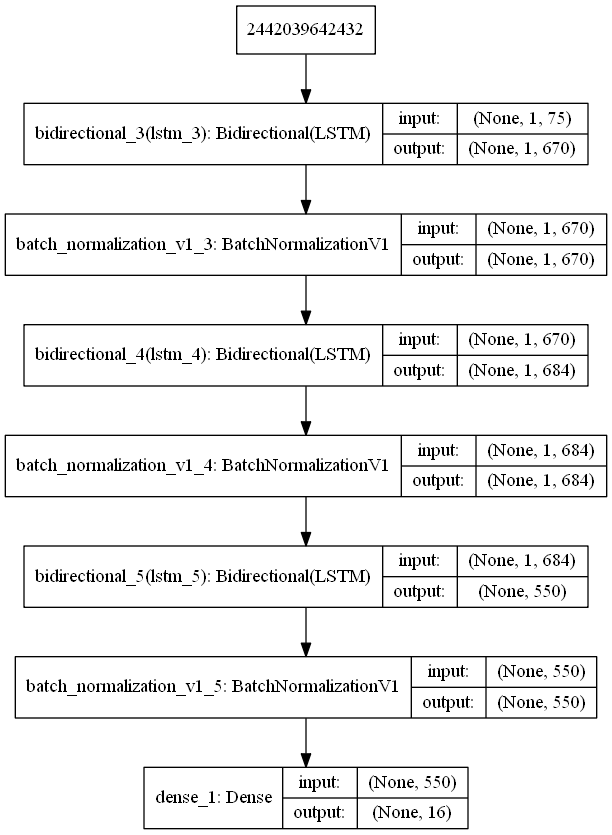 2442039642432
bidirectional_3(lstm_3): Bidirectional(LSTM)
input: (None, 1, 75)
output: (None, 1, 670)
batch_normalization_v1_3: BatchNormalizationV1
input: (None, 1, 670)
output: (None, 1, 670)
bidirectional_4(lstm_4): Bidirectional(LSTM)
input: (None, 1, 670)
output: (None, 1, 684)
batch_normalization_v1_4: BatchNormalizationV1
input: (None, 1, 684)
output: (None, 1, 684)
bidirectional_5(lstm_5): Bidirectional(LSTM)
input: (None, 1, 684)
output: (None, 550)
batch_normalization_v1_5: BatchNormalizationV1
input: (None, 550)
output: (None, 550)
dense_1: Dense
input: (None, 550)
output: (None, 16)